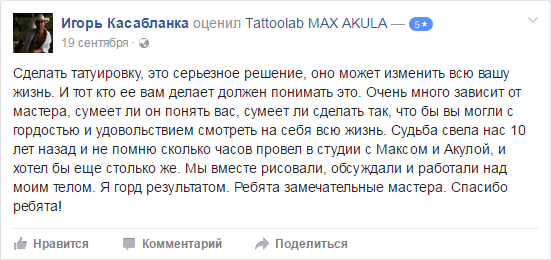 Игорь Касабланка оценил Tattoolab MAX AKULA — 5★
19 сентября ·
Сделать татуировку, это серьезное решение, оно может изменить всю вашу
жизнь. И тот кто ее вам делает должен понимать это. Очень много зависит от
мастера, сумеет ли он понять вас, сумеет ли сделать так, что бы вы могли с
гордостью и удовольствием смотреть на себя всю жизнь. Судьба свела нас 10
лет назад и не помню сколько часов провел в студии с Максом и Акулой, и
хотел бы еще столько же. Мы вместе рисовали, обсуждали и работали над
моим телом. Я горд результатом. Ребята замечательные мастера. Спасибо
ребята!
Нравится Комментарий Поделиться